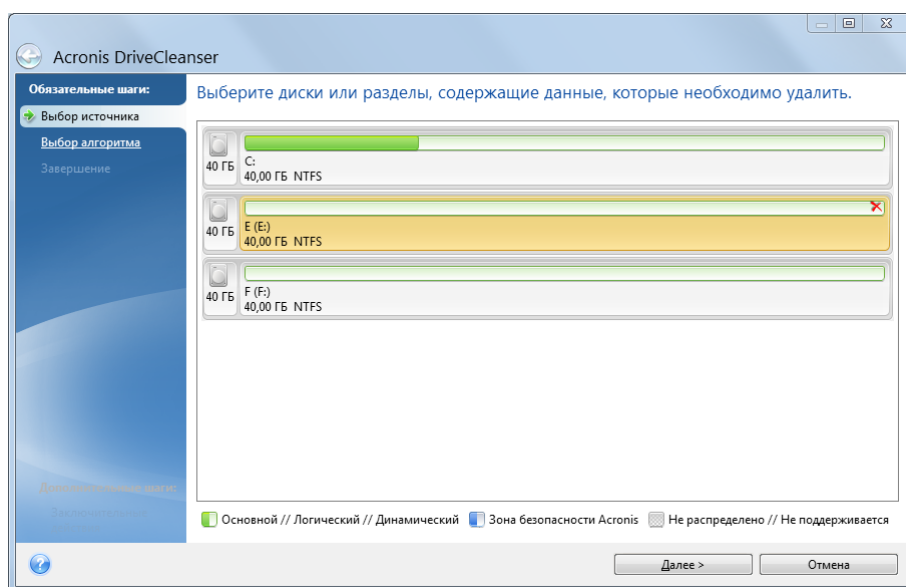 Acronis DriveCleanser
Обязательные шаги:
Выбор источника
Выбор алгоритма
Завершение
Выберите диски или разделы, содержащие данные, которые необходимо удалить.
40 ГБ
C:
40,00 ГБ NTFS
40 ГБ
E (E:)
40,00 ГБ NTFS
40 ГБ
F (F:)
40,00 ГБ NTFS
шаги:
Основной // Логический // Динамический Зона безопасности Acronis Не распределено // Не поддерживается
Далее > Отмена